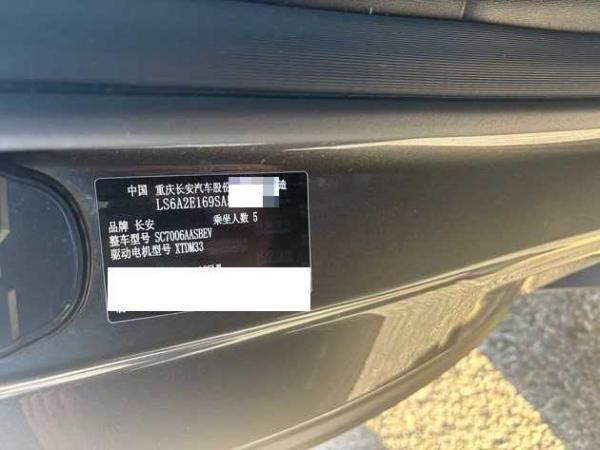 中国 重庆长安汽车股份 造
LS6A2E169SA
品牌 长安 乘坐人数 5
整车型号 SC7006AASBEV
驱动电机型号 XTDM33